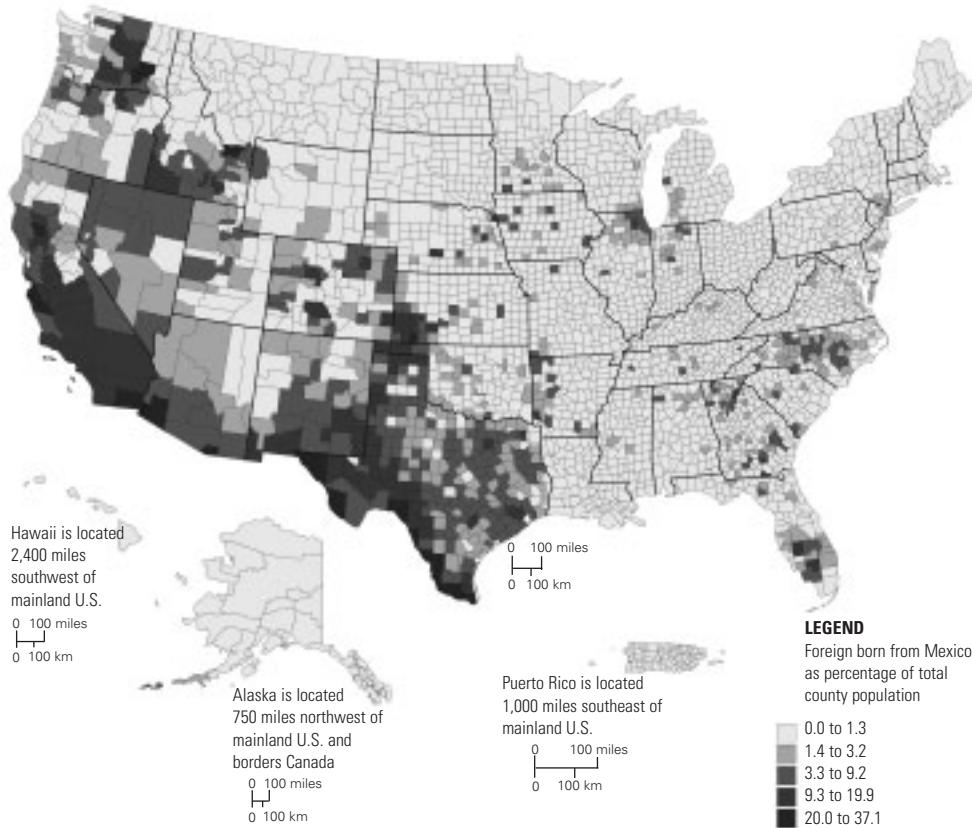 Hawaii is located
2,400 miles
southwest of
mainland U.S.
0 100 miles
0 100 km
Alaska is located
750 miles northwest of
mainland U.S. and
borders Canada
0 100 miles
0 100 km
0 100 miles
0 100 km
Puerto Rico is located
1,000 miles southeast of
mainland U.S.
0 100 miles
0 100 km
LEGEND
Foreign born from Mexico
as percentage of total
county population
0.0 to 1.3
1.4 to 3.2
3.3 to 9.2
9.3 to 19.9
20.0 to 37.1